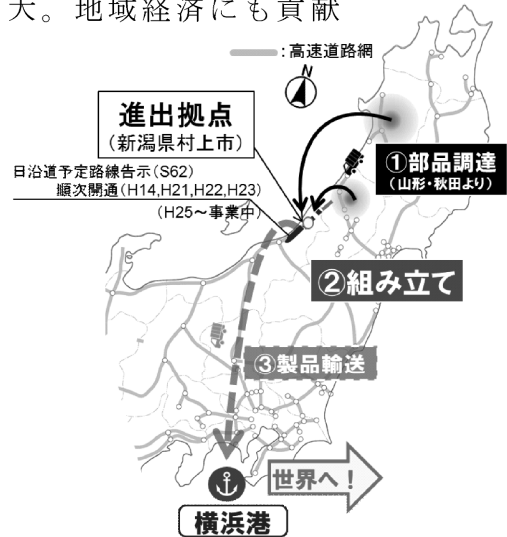 大。地域経済にも貢献
：高速道路網
N
進出拠点
（新潟県村上市）
日沿道予定路線告示（S62）
順次開通（H14,H21,H22,H23）
（H25～事業中）
①部品調達
（山形・秋田より）
②組み立て
③製品輸送
世界へ！
横浜港